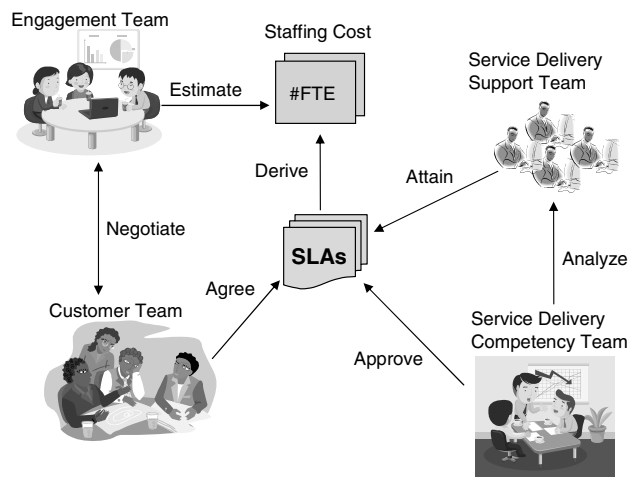 Engagement Team
Staffing Cost
Service Delivery
Support Team
Estimate
#FTE
Derive
Attain
Negotiate
SLAs
Analyze
Agree
Customer Team
Service Delivery
Competency Team
Approve